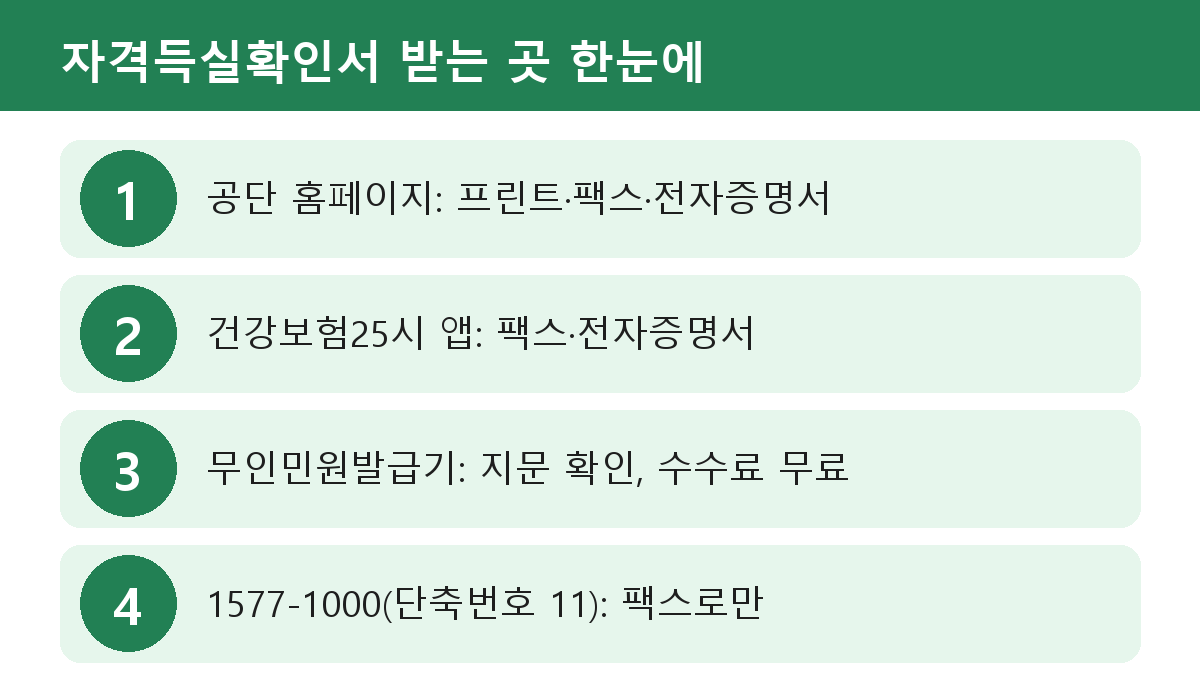 자격득실확인서 받는 곳 한눈에
1 공단 홈페이지: 프린트·팩스·전자증명서
2 건강보험25시 앱: 팩스·전자증명서
3 무인민원발급기: 지문 확인, 수수료 무료
4 1577-1000(단축번호 11): 팩스로만